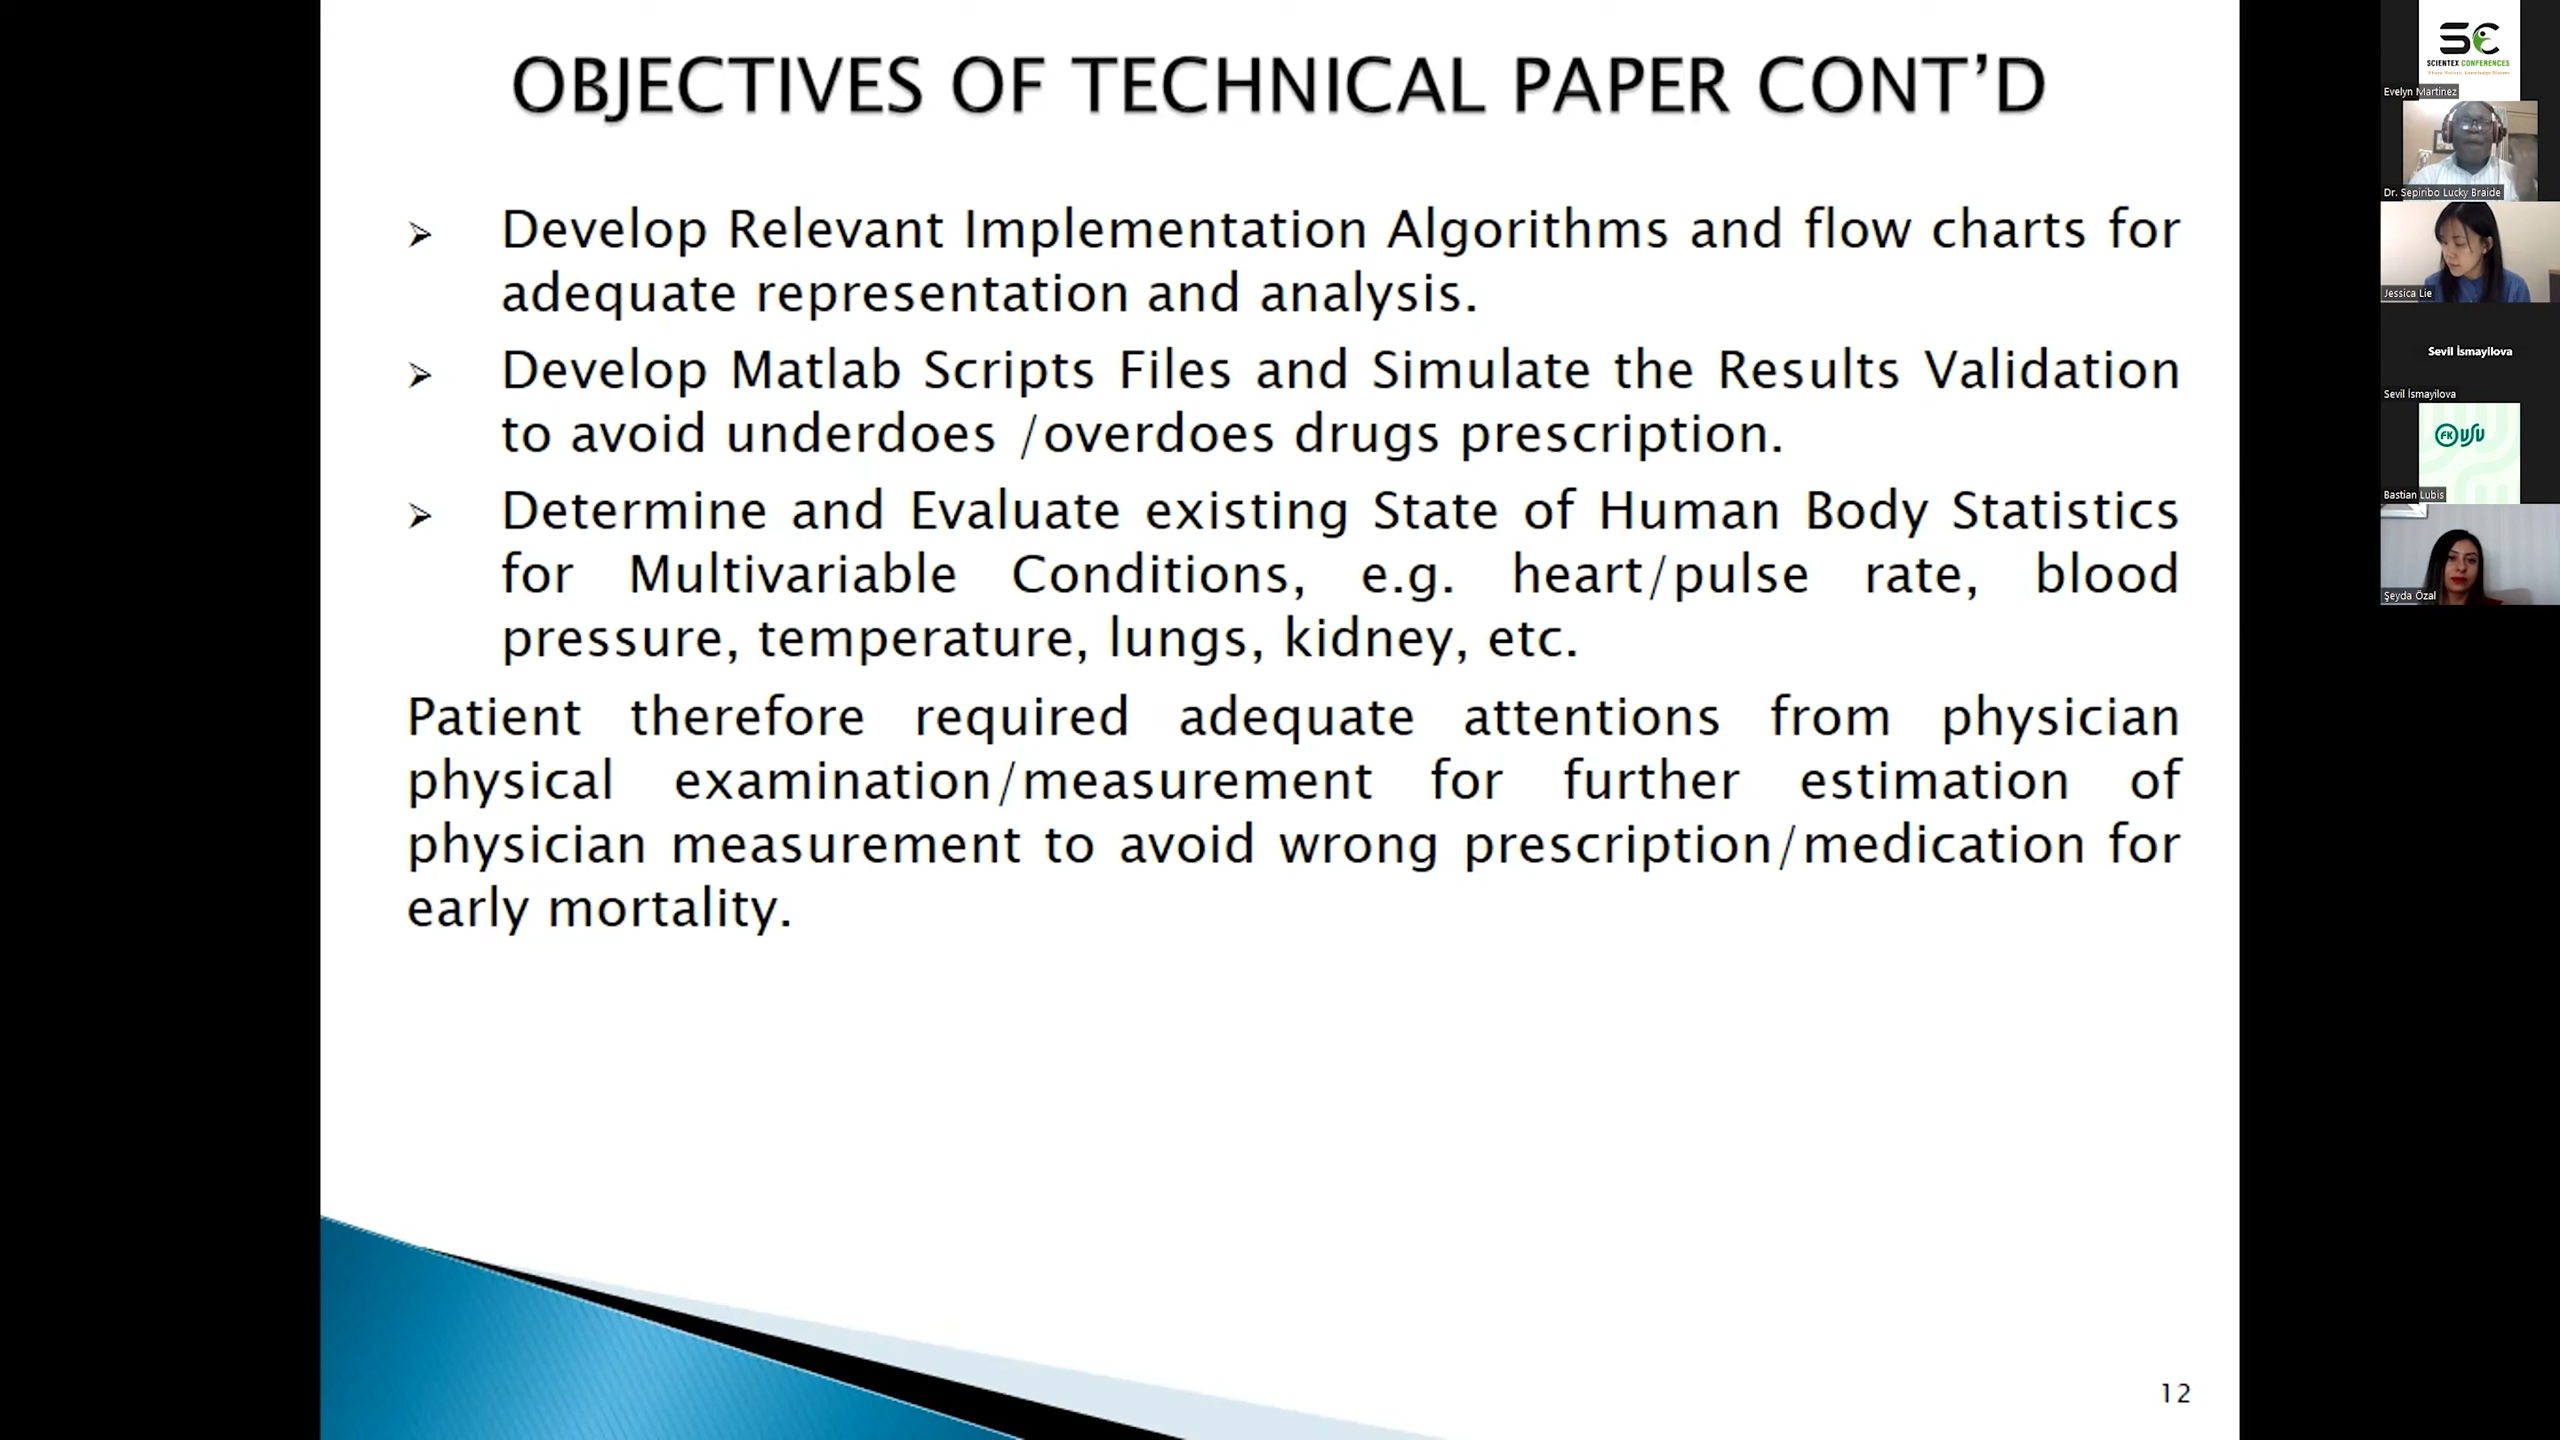 OBJECTIVES OF TECHNICAL PAPER CONT’D
➢ Develop Relevant Implementation Algorithms and flow charts for
adequate representation and analysis.
➢ Develop Matlab Scripts Files and Simulate the Results Validation
to avoid underdoes /overdoes drugs prescription.
➢ Determine and Evaluate existing State of Human Body Statistics
for Multivariable Conditions, e.g. heart/pulse rate, blood
pressure, temperature, lungs, kidney, etc.
Patient therefore required adequate attentions from physician
physical examination/measurement for further estimation of
physician measurement to avoid wrong prescription/medication for
early mortality.
12
SC
SCIENTEX CONFERENCES
Evelyn Martinez
Dr. Sepiribo Lucky Braide
Jessica Lie
Sevil İsmayilova
Sevil İsmayilova
FK USU
Bastian Lubis
Şeyda Özal